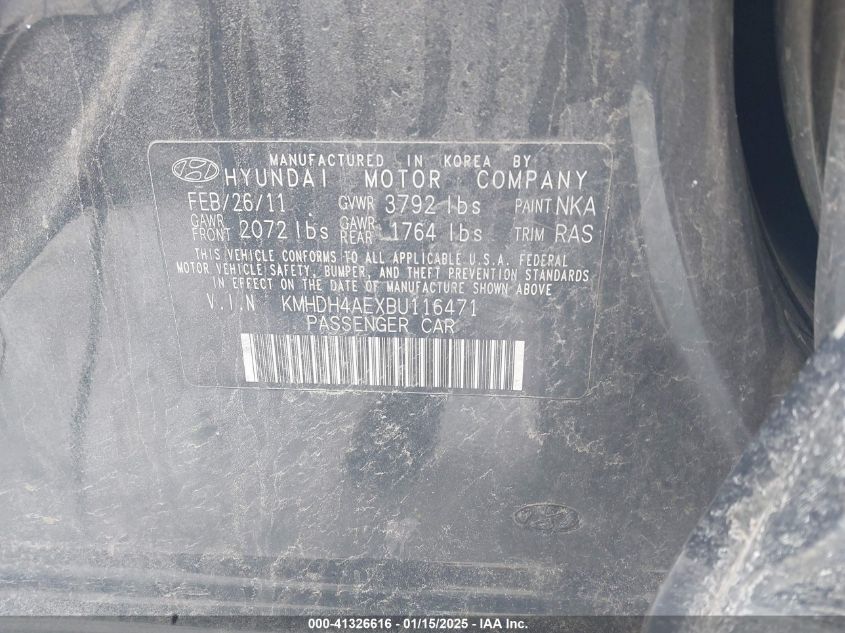 MANUFACTURED IN KOREA BY
HYUNDAI MOTOR COMPANY
FEB/26/11 GVWR 3792 lbs PAINT NKA
GAWR FRONT 2072 lbs GAWR REAR 1764 lbs TRIM RAS
THIS VEHICLE CONFORMS TO ALL APPLICABLE U.S.A. FEDERAL
MOTOR VEHICLE SAFETY, BUMPER, AND THEFT PREVENTION STANDARDS
IN EFFECT ON THE DATE OF MANUFACTURE SHOWN ABOVE
V.I.N KMHDH4AEXBU116471
PASSENGER CAR
000-41326616 - 01/15/2025 - IAA Inc.